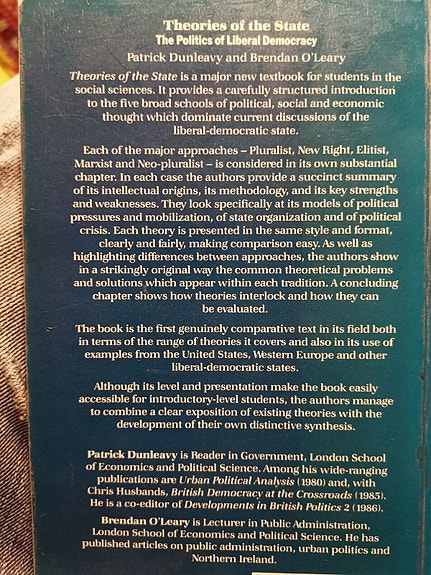 Theories of the State
The Politics of Liberal Democracy
Patrick Dunleavy and Brendan O'Leary
Theories of the State is a major new textbook for students in the
social sciences. It provides a carefully structured introduction
to the five broad schools of political, social and economic
thought which dominate current discussions of the
liberal-democratic state.
Each of the major approaches – Pluralist, New Right, Elitist,
Marxist and Neo-pluralist – is considered in its own substantial
chapter. In each case the authors provide a succinct summary
of its intellectual origins, its methodology, and its key strengths
and weaknesses. They look specifically at its models of political
pressures and mobilization, of state organization and of political
crisis. Each theory is presented in the same style and format,
clearly and fairly, making comparison easy. As well as
highlighting differences between approaches, the authors show
in a strikingly original way the common theoretical problems
and solutions which appear within each tradition. A concluding
chapter shows how theories interlock and how they can
be evaluated.
The book is the first genuinely comparative text in its field both
in terms of the range of theories it covers and also in its use of
examples from the United States, Western Europe and other
liberal-democratic states.
Although its level and presentation make the book easily
accessible for introductory-level students, the authors manage
to combine a clear exposition of existing theories with the
development of their own distinctive synthesis.
Patrick Dunleavy is Reader in Government, London School
of Economics and Political Science. Among his wide-ranging
publications are Urban Political Analysis (1980) and, with
Chris Husbands, British Democracy at the Crossroads (1985).
He is a co-editor of Developments in British Politics 2 (1986).
Brendan O'Leary is Lecturer in Public Administration,
London School of Economics and Political Science. He has
published articles on public administration, urban politics and
Northern Ireland.